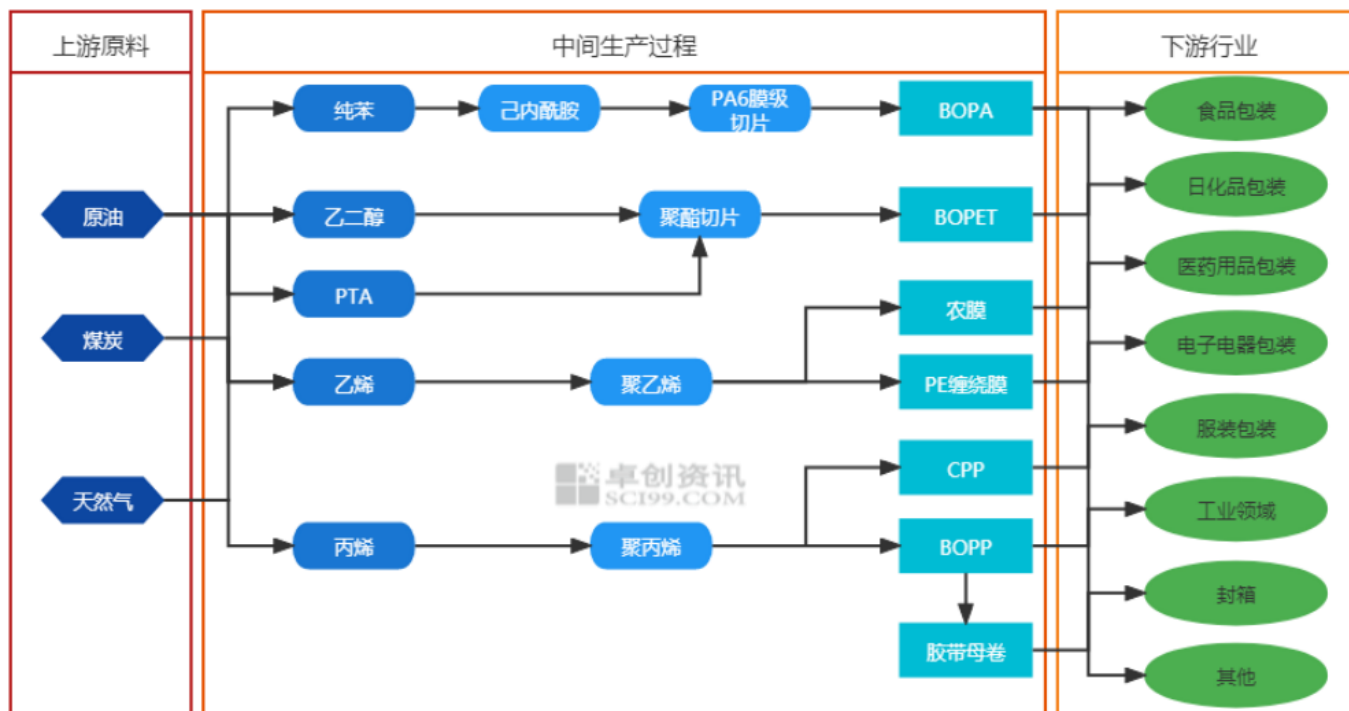 上游原料
中间生产过程
下游行业
纯苯
己内酰胺
PA6膜级
切片
BOPA
食品包装
日化品包装
原油
乙二醇
聚酯切片
BOPET
医药用品包装
PTA
农膜
煤炭
电子电器包装
乙烯
聚乙烯
PE缠绕膜
服装包装
卓创资讯
SCI99.COM
CPP
天然气
工业领域
丙烯
聚丙烯
BOPP
封箱
胶带母卷
其他